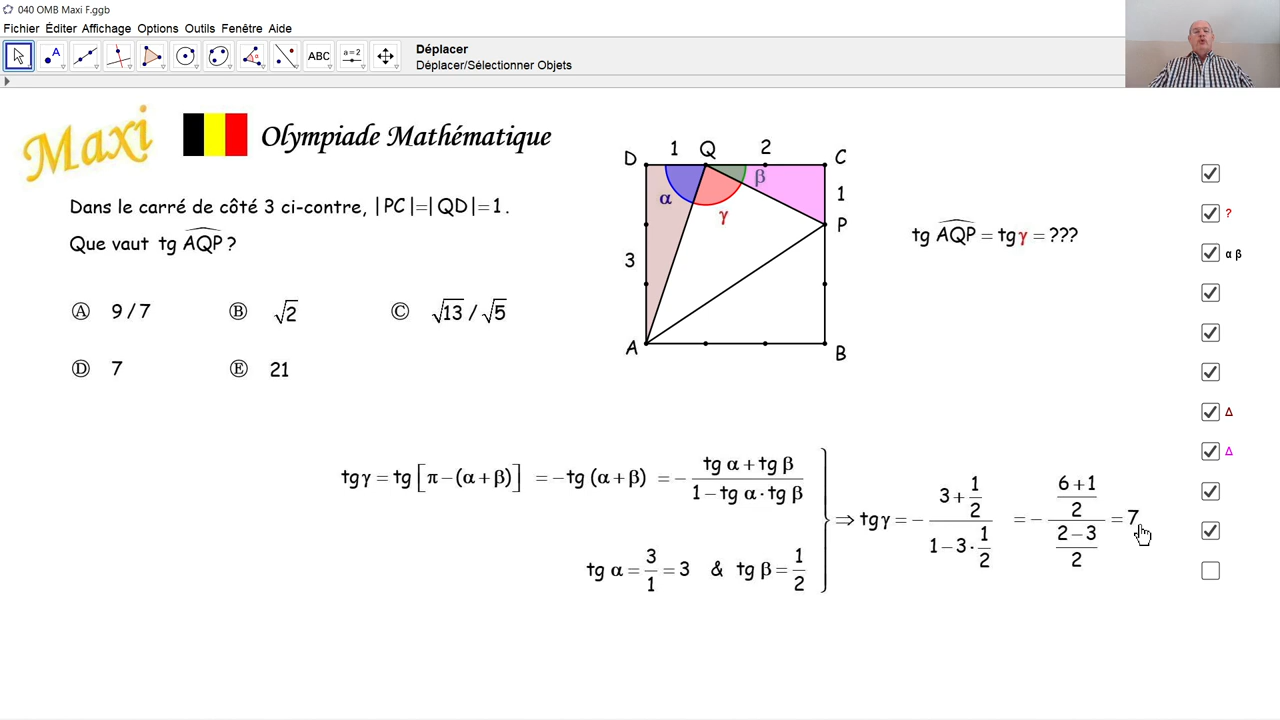 040 OMB Maxi F.ggb
Fichier Éditer Affichage Options Outils Fenêtre Aide
A ABC a=2 Déplacer
Déplacer/Sélectionner Objets
Maxi Olympiade Mathématique
Dans le carré de côté 3 ci-contre, |PC|=|QD|=1.
Que vaut tg AQP ?
Ⓐ 9 / 7 Ⓑ √2 Ⓒ √13 / √5
Ⓓ 7 Ⓔ 21
D 1 Q 2 C
α β 1
γ P
3
A B
tg AQP = tgγ = ???
?
α β
Δ
Δ
tgγ = tg[π−(α+β)] = −tg(α+β) = − (tg α + tg β) / (1−tg α · tg β)
tg α = 3/1 = 3 & tg β = 1/2
⇒ tgγ = − (3+1/2) / (1−3·1/2) = − ((6+1)/2) / ((2−3)/2) = 7